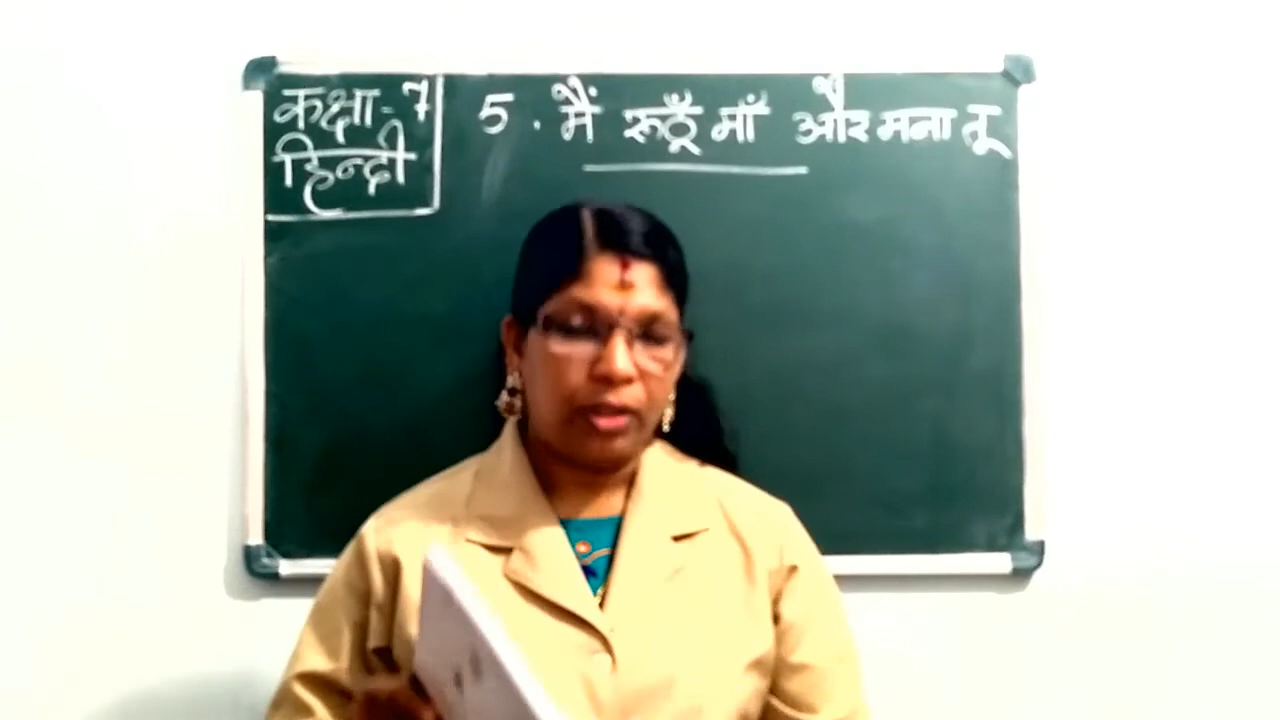 कक्षा - 7
हिन्दी
5. मैं रूठूँ माँ और मना तू